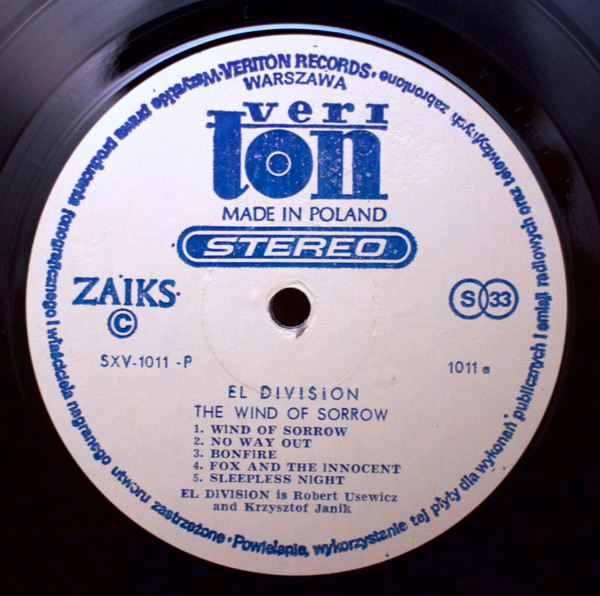 VERITON RECORDS • WARSZAWA
Wszystkie prawa producenta fonograficznego i właściciela nagranego utworu zastrzeżone • Powielanie, wykorzystanie tej płyty dla wykonań publicznych i emisji radiowych oraz telewizyjnych zabronione •
veri
ton
MADE IN POLAND
STEREO
ZAIKS
©
S 33
SXV-1011 -P
1011 a
EL DIVISiON
THE WIND OF SORROW
1. WIND OF SORROW
2. NO WAY OUT
3. BONFIRE
4. FOX AND THE INNOCENT
5. SLEEPLESS NIGHT
EL DIVISION is Robert Usewicz
and Krzysztof Janik